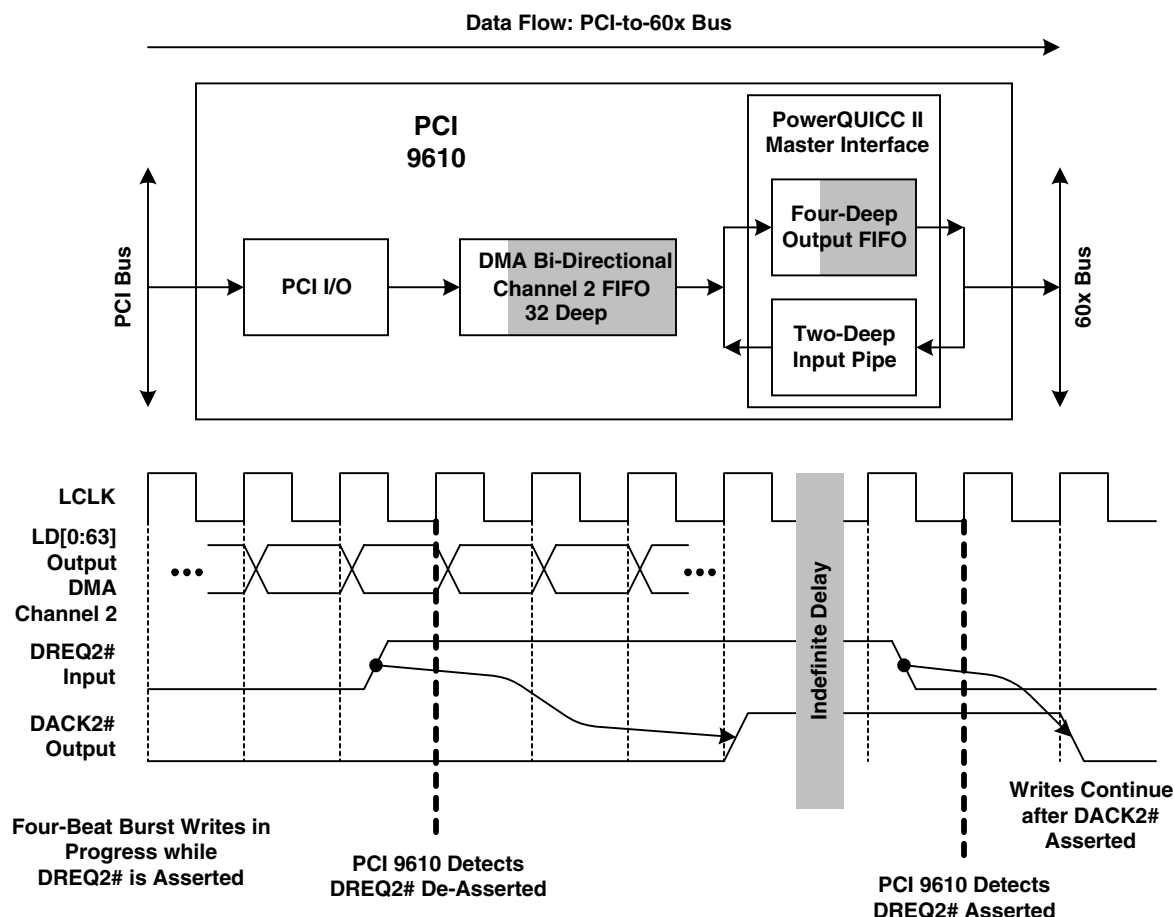 Data Flow: PCI-to-60x Bus
PCI
9610
PowerQUICC II
Master Interface
PCI Bus
PCI I/O
DMA Bi-Directional
Channel 2 FIFO
32 Deep
Four-Deep
Output FIFO
Two-Deep
Input Pipe
60x Bus
LCLK
LD[0:63]
Output
DMA
Channel 2
•••
•••
DREQ2#
Input
DACK2#
Output
Indefinite Delay
Four-Beat Burst Writes in
Progress while
DREQ2# is Asserted
PCI 9610 Detects
DREQ2# De-Asserted
Writes Continue
after DACK2#
Asserted
PCI 9610 Detects
DREQ2# Asserted